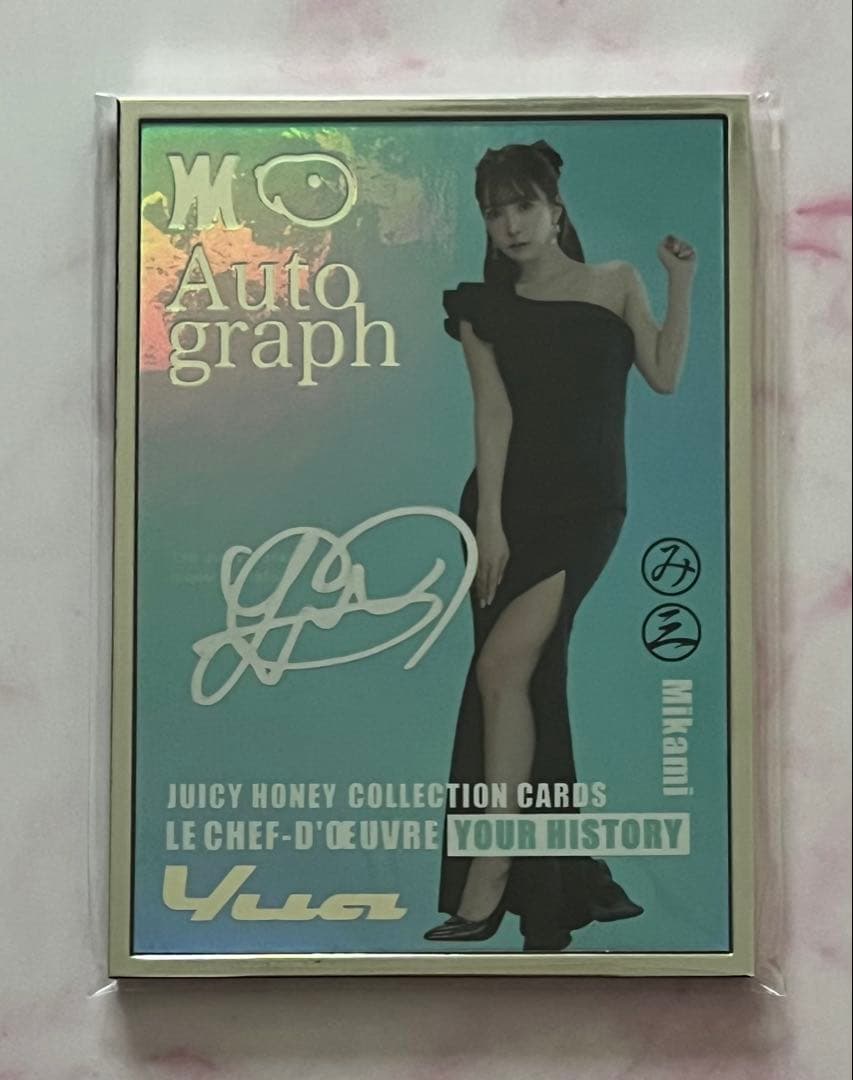 M
Auto
graph
み
三
Mikami
JUICY HONEY COLLECTION CARDS
LE CHEF-D'ŒUVRE YOUR HISTORY
Yua